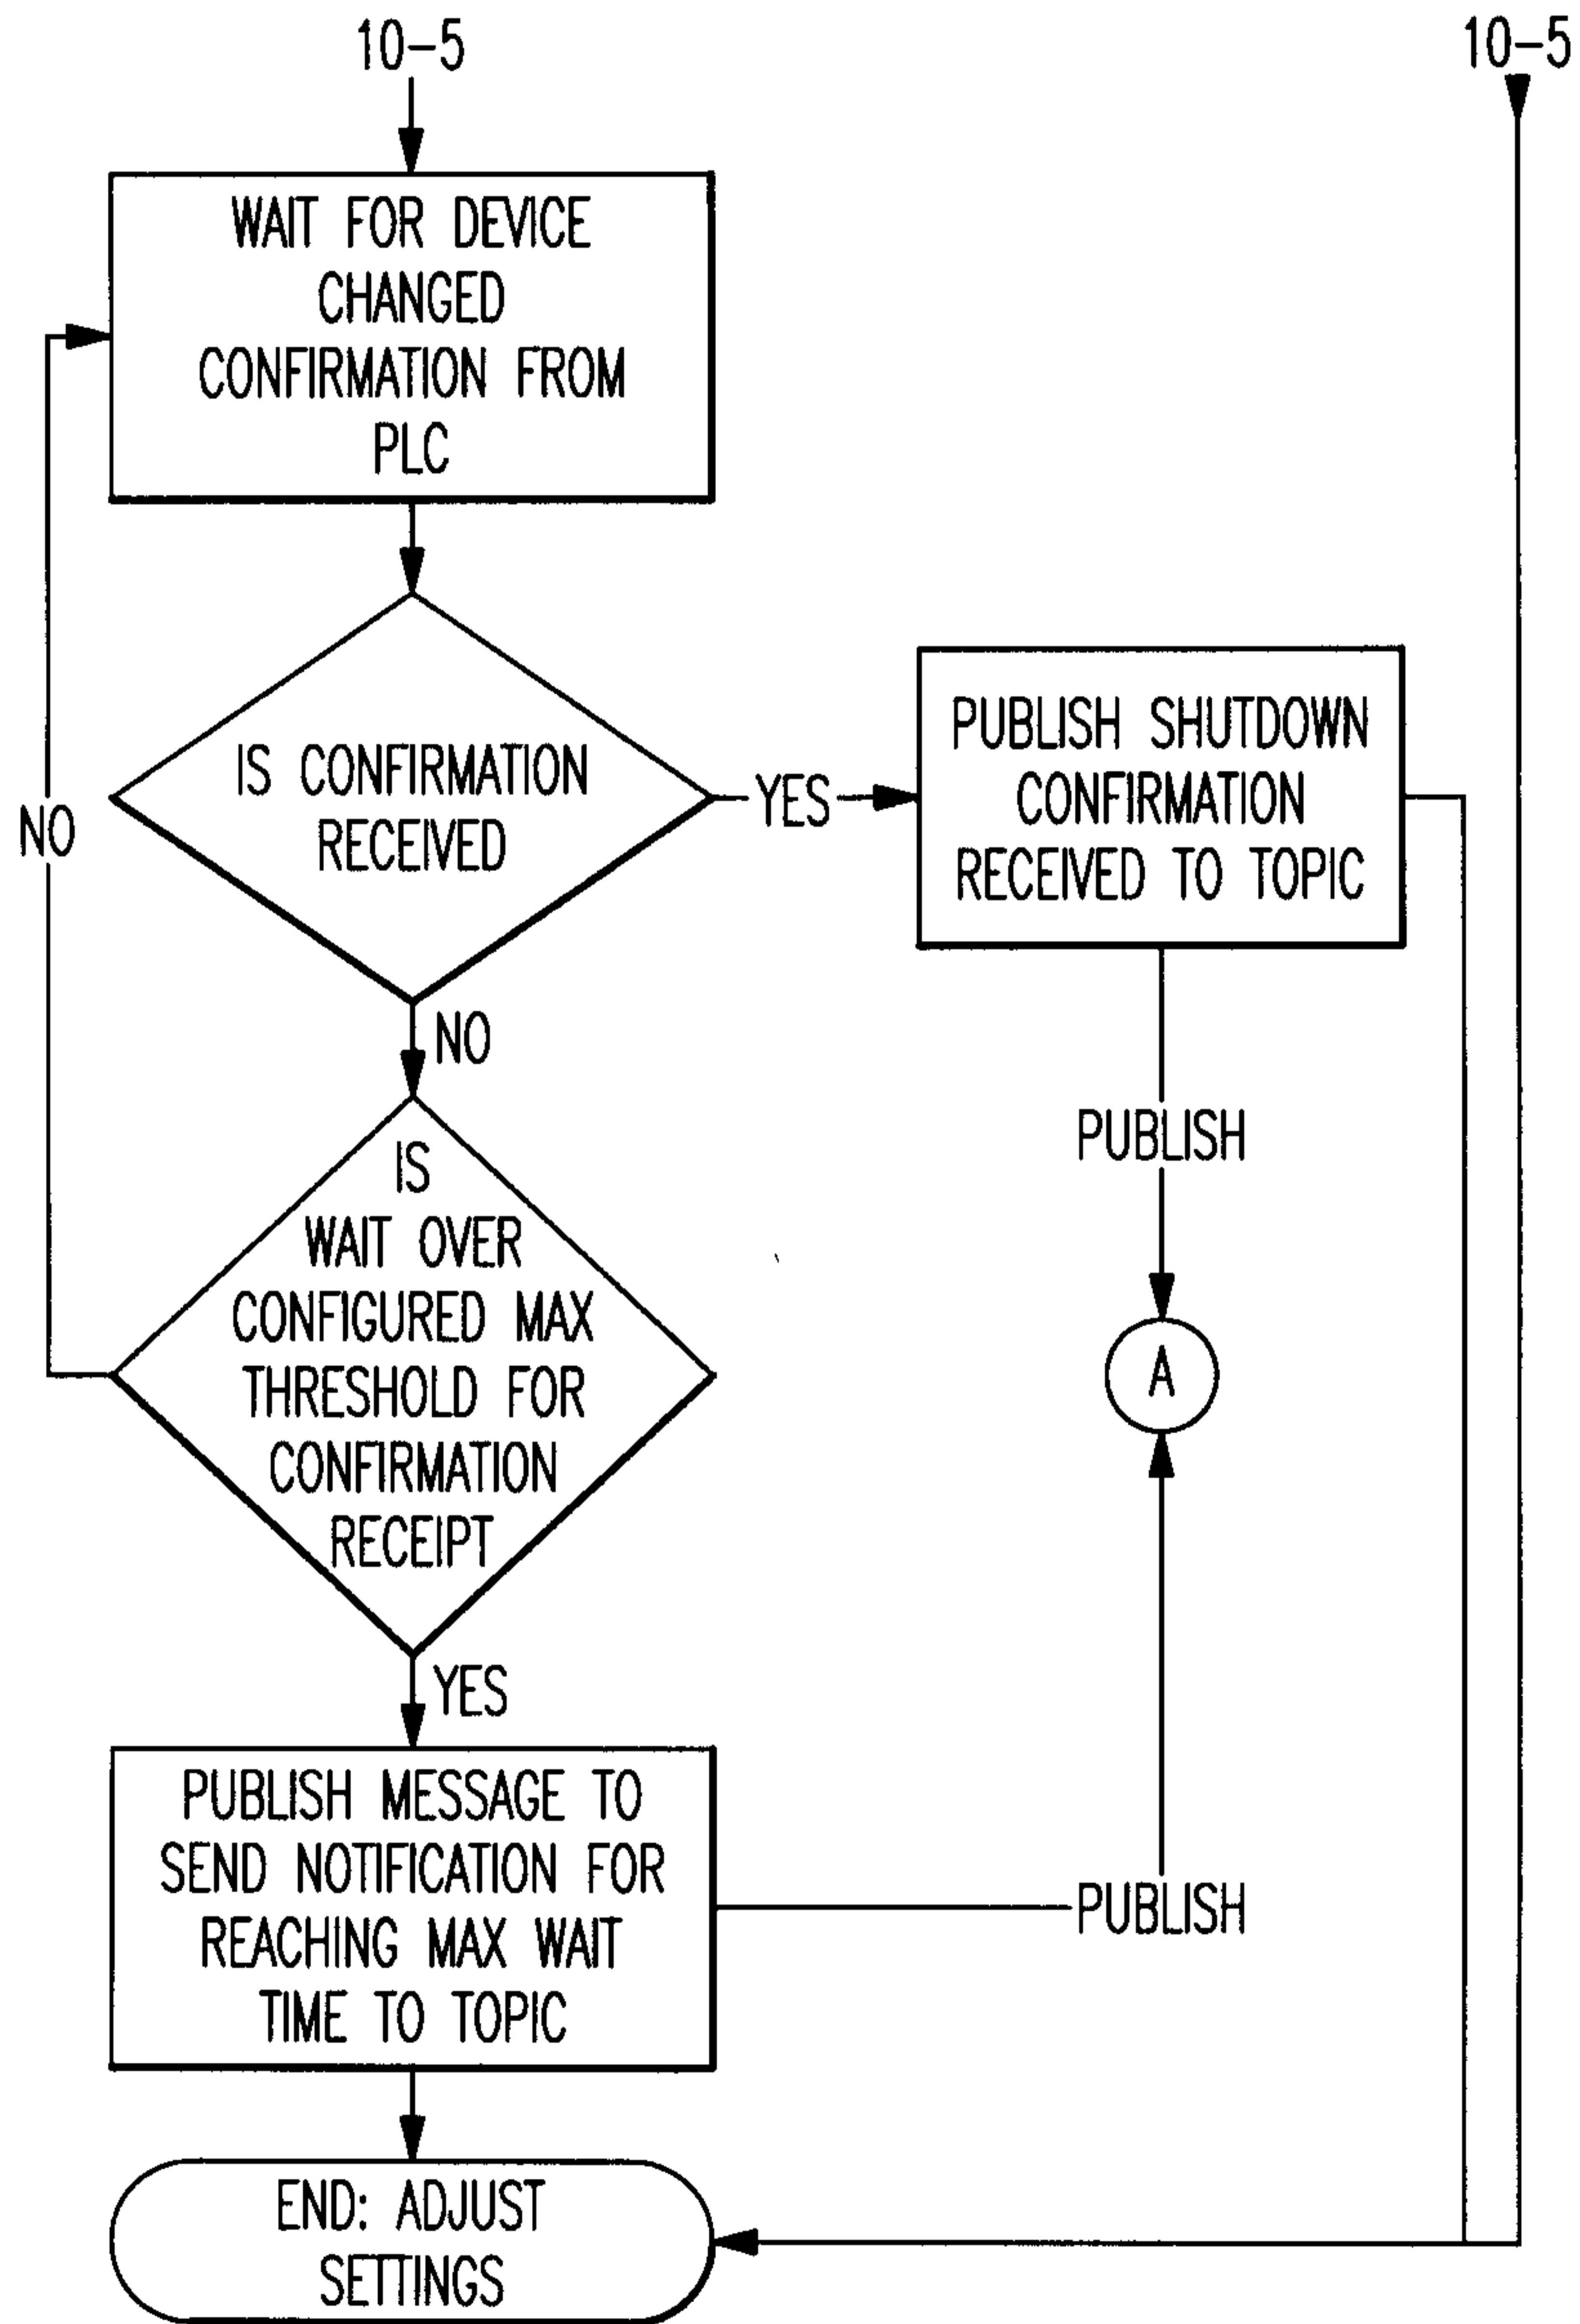 10-5
10-5
WAIT FOR DEVICE
CHANGED
CONFIRMATION FROM
PLC
IS CONFIRMATION
RECEIVED
YES
PUBLISH SHUTDOWN
CONFIRMATION
RECEIVED TO TOPIC
NO
NO
PUBLISH
IS
WAIT OVER
CONFIGURED MAX
THRESHOLD FOR
CONFIRMATION
RECEIPT
A
YES
PUBLISH MESSAGE TO
SEND NOTIFICATION FOR
REACHING MAX WAIT
TIME TO TOPIC
PUBLISH
END: ADJUST
SETTINGS